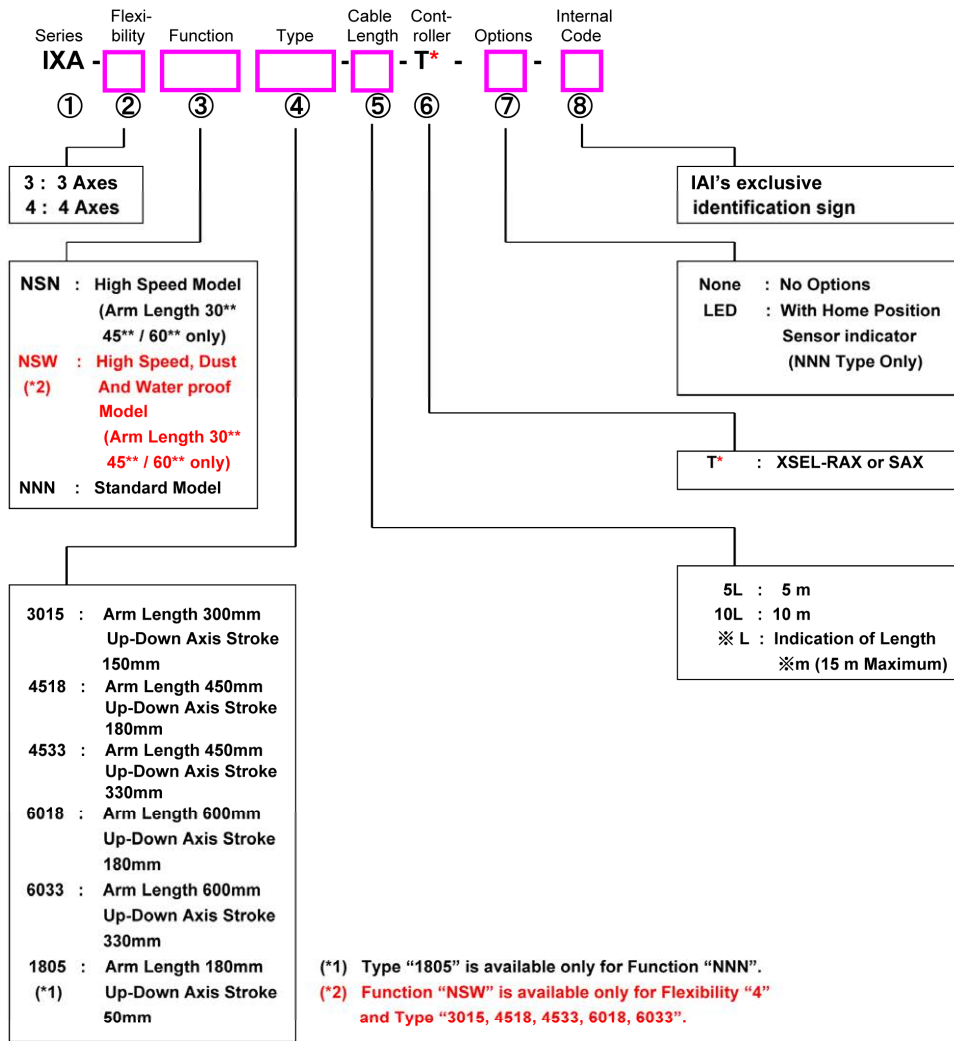 Series Flexi- Function Type Cable Cont- Options Internal
bility Length roller Code
IXA - - - T* - -
① ② ③ ④ ⑤ ⑥ ⑦ ⑧
3 : 3 Axes
4 : 4 Axes
IAI's exclusive
identification sign
NSN : High Speed Model
(Arm Length 30**
45** / 60** only)
NSW : High Speed, Dust
(*2) And Water proof
Model
(Arm Length 30**
45** / 60** only)
NNN : Standard Model
None : No Options
LED : With Home Position
Sensor indicator
(NNN Type Only)
T* : XSEL-RAX or SAX
5L : 5 m
10L : 10 m
※ L : Indication of Length
※m (15 m Maximum)
3015 : Arm Length 300mm
Up-Down Axis Stroke
150mm
4518 : Arm Length 450mm
Up-Down Axis Stroke
180mm
4533 : Arm Length 450mm
Up-Down Axis Stroke
330mm
6018 : Arm Length 600mm
Up-Down Axis Stroke
180mm
6033 : Arm Length 600mm
Up-Down Axis Stroke
330mm
1805 : Arm Length 180mm
(*1) Up-Down Axis Stroke
50mm
(*1) Type “1805” is available only for Function “NNN”.
(*2) Function “NSW” is available only for Flexibility “4”
and Type “3015, 4518, 4533, 6018, 6033”.